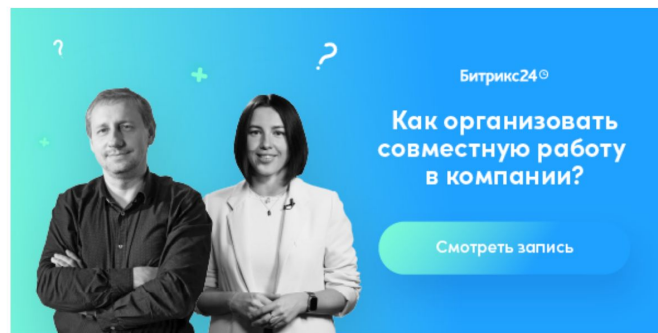 Битрикс24
Как организовать
совместную работу
в компании?
Смотреть запись